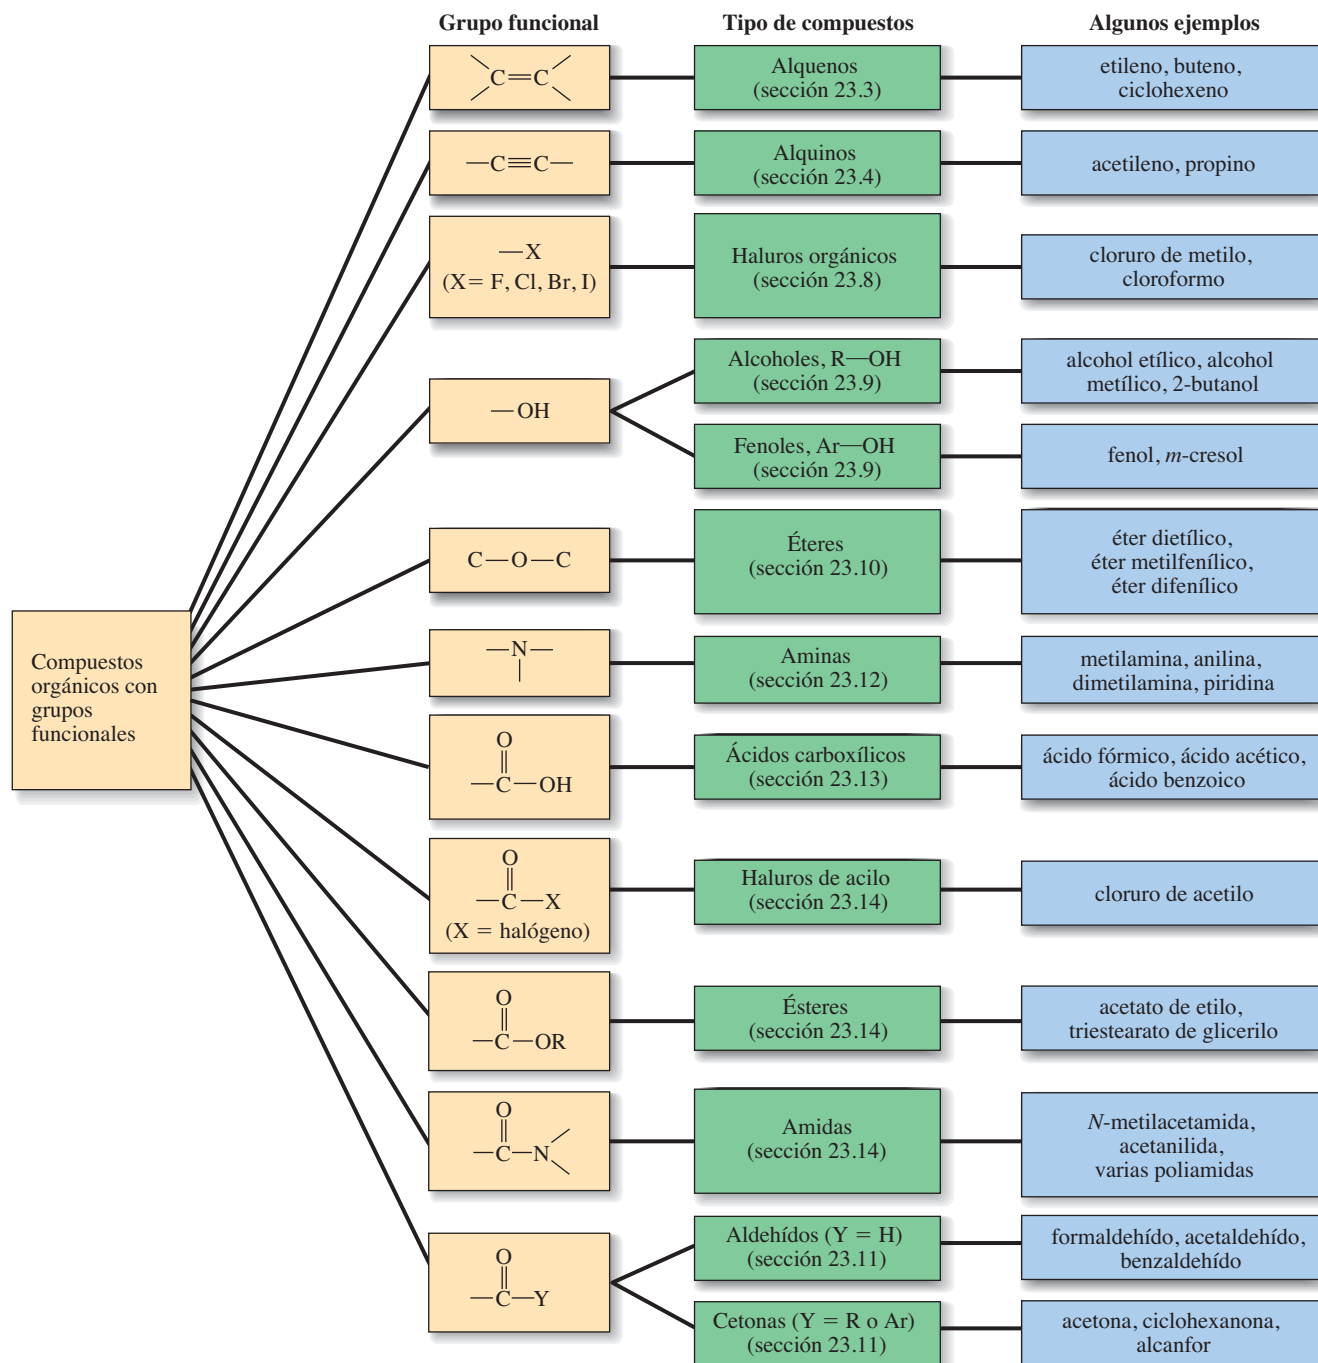 Grupo funcional
Tipo de compuestos
Algunos ejemplos
Compuestos
orgánicos con
grupos
funcionales
C=C
Alquenos
(sección 23.3)
etileno, buteno,
ciclohexeno
—C≡C—
Alquinos
(sección 23.4)
acetileno, propino
—X
(X= F, Cl, Br, I)
Haluros orgánicos
(sección 23.8)
cloruro de metilo,
cloroformo
—OH
Alcoholes, R—OH
(sección 23.9)
alcohol etílico, alcohol
metílico, 2-butanol
Fenoles, Ar—OH
(sección 23.9)
fenol, m-cresol
C—O—C
Éteres
(sección 23.10)
éter dietílico,
éter metilfenílico,
éter difenílico
—N—
Aminas
(sección 23.12)
metilamina, anilina,
dimetilamina, piridina
O
—C—OH
Ácidos carboxílicos
(sección 23.13)
ácido fórmico, ácido acético,
ácido benzoico
O
—C—X
(X = halógeno)
Haluros de acilo
(sección 23.14)
cloruro de acetilo
O
—C—OR
Ésteres
(sección 23.14)
acetato de etilo,
triestearato de glicerilo
O
—C—N
Amidas
(sección 23.14)
N-metilacetamida,
acetanilida,
varias poliamidas
O
—C—Y
Aldehídos (Y = H)
(sección 23.11)
formaldehído, acetaldehído,
benzaldehído
Cetonas (Y = R o Ar)
(sección 23.11)
acetona, ciclohexanona,
alcanfor